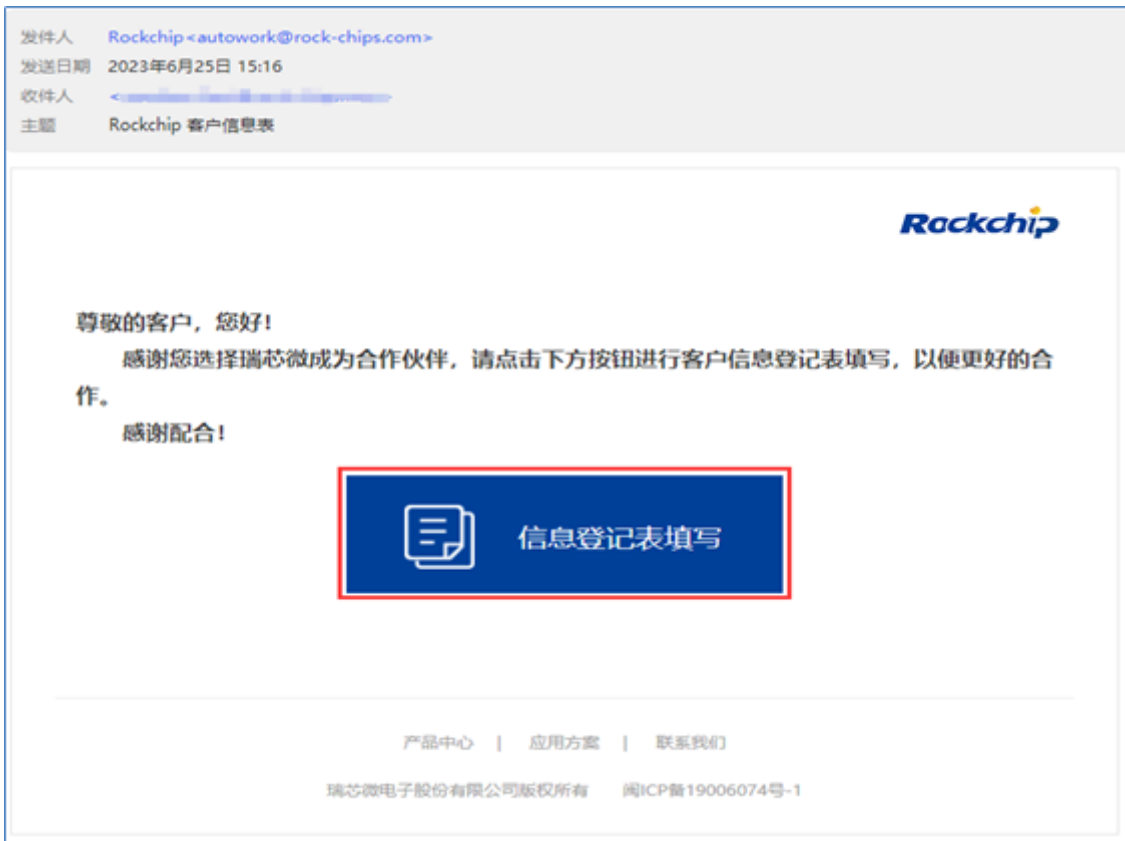 发件人 Rockchip<autowork@rock-chips.com>
发送日期 2023年6月25日 15:16
收件人
主题 Rockchip 客户信息表
Rockchip
尊敬的客户，您好！
感谢您选择瑞芯微成为合作伙伴，请点击下方按钮进行客户信息登记表填写，以便更好的合
作。
感谢配合！
信息登记表填写
产品中心 | 应用方案 | 联系我们
瑞芯微电子股份有限公司版权所有 闽ICP备19006074号-1